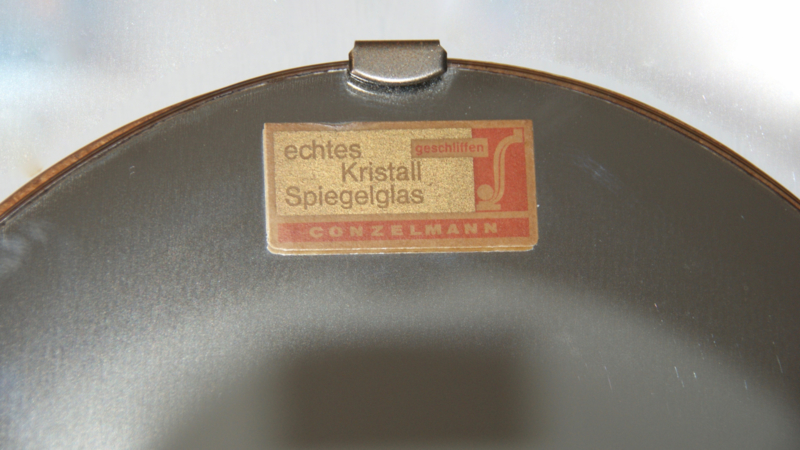 echtes
geschliffen
Kristall
Spiegelglas
CONZELMANN